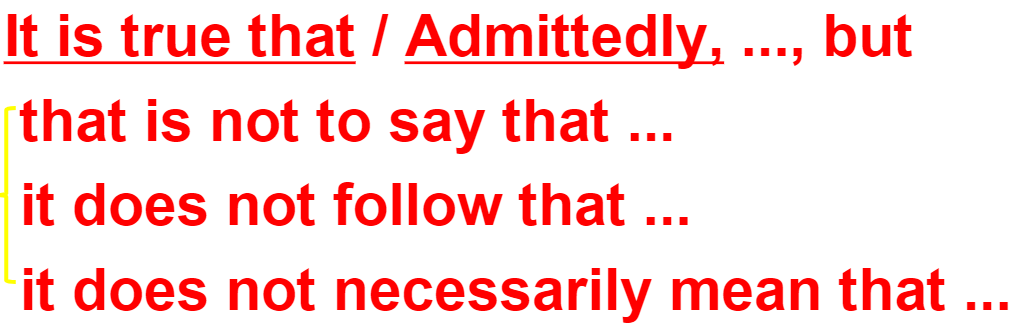 It is true that / Admittedly, ..., but
that is not to say that ...
it does not follow that ...
it does not necessarily mean that ...